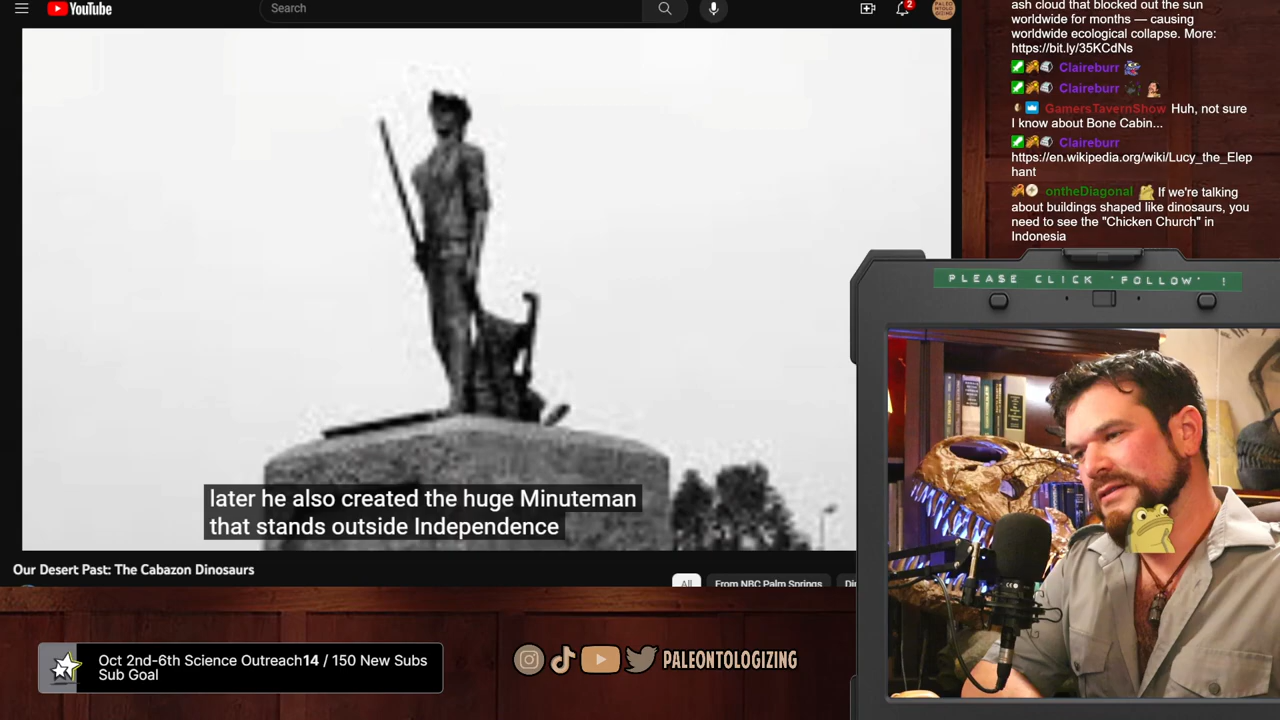 YouTube
Search
2
PALEO
NTOLO
GIZING
ash cloud that blocked out the sun
worldwide for months — causing
worldwide ecological collapse. More:
https://bit.ly/35KCdNs
Claireburr
Claireburr
GamersTavernShow Huh, not sure
I know about Bone Cabin...
Claireburr
https://en.wikipedia.org/wiki/Lucy_the_Elep
hant
ontheDiagonal If we're talking
about buildings shaped like dinosaurs, you
need to see the "Chicken Church" in
Indonesia
PLEASE CLICK 'FOLLOW' !
later he also created the huge Minuteman
that stands outside Independence
Our Desert Past: The Cabazon Dinosaurs
All
From NBC Palm Springs
Oct 2nd-6th Science Outreach14 / 150 New Subs
Sub Goal
PALEONTOLOGIZING